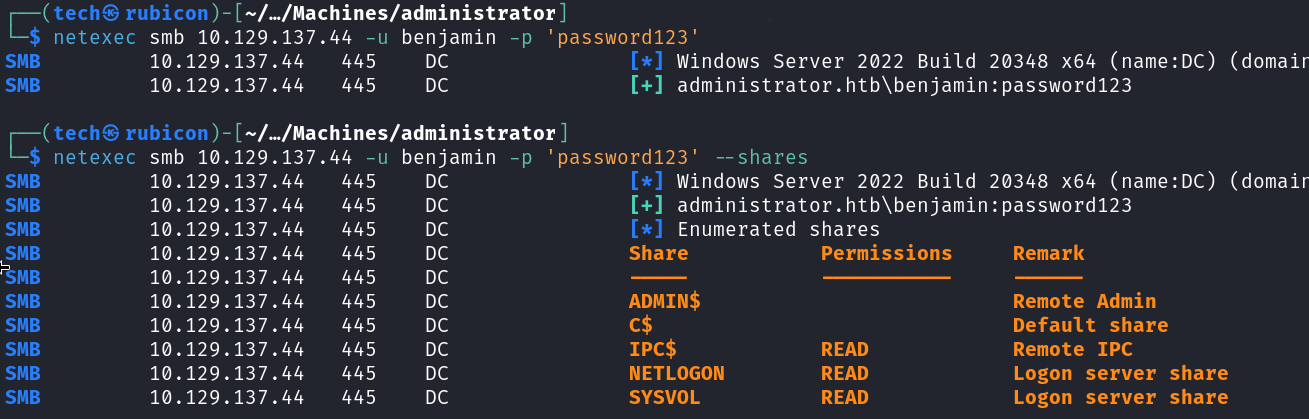 ┌──(tech㉿rubicon)-[~/…/Machines/administrator]
└─$ netexec smb 10.129.137.44 -u benjamin -p 'password123'
SMB 10.129.137.44 445 DC [*] Windows Server 2022 Build 20348 x64 (name:DC) (domain
SMB 10.129.137.44 445 DC [+] administrator.htb\benjamin:password123
┌──(tech㉿rubicon)-[~/…/Machines/administrator]
└─$ netexec smb 10.129.137.44 -u benjamin -p 'password123' --shares
SMB 10.129.137.44 445 DC [*] Windows Server 2022 Build 20348 x64 (name:DC) (domain
SMB 10.129.137.44 445 DC [+] administrator.htb\benjamin:password123
SMB 10.129.137.44 445 DC [*] Enumerated shares
SMB 10.129.137.44 445 DC Share Permissions Remark
SMB 10.129.137.44 445 DC ----- ----------- ------
SMB 10.129.137.44 445 DC ADMIN$ Remote Admin
SMB 10.129.137.44 445 DC C$ Default share
SMB 10.129.137.44 445 DC IPC$ READ Remote IPC
SMB 10.129.137.44 445 DC NETLOGON READ Logon server share
SMB 10.129.137.44 445 DC SYSVOL READ Logon server share